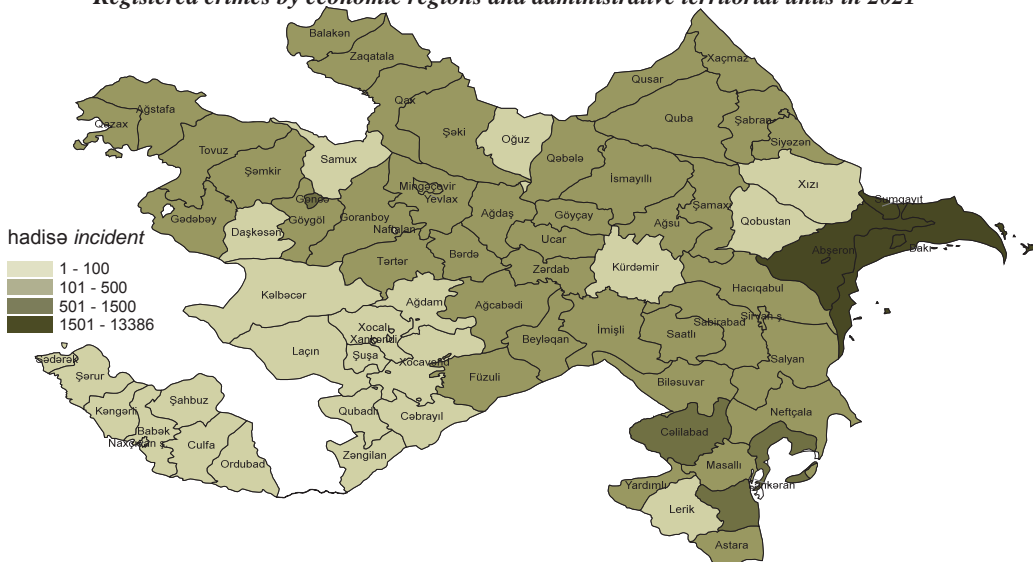 Registered crimes by economic regions and administrative territorial units in 2021
Balakən
Zaqatala
Xaçmaz
Qusar
Qax
Ağstafa
Quba
Şabran
Qazax
Şəki
Oğuz
Siyəzən
Tovuz
Samux
Qəbələ
Şəmkir
İsmayıllı
Xızı
Mingəçevir
Yevlax
Gəncə
Sumqayıt
Şamaxı
Gədəbəy
Göygöl
Goranboy
Ağdaş
Göyçay
Ağsu
Qobustan
Daşkəsən
Naftalan
Ucar
Bakı
Abşeron
Tərtər
Bərdə
Zərdab
Kürdəmir
hadisə incident
1 - 100
101 - 500
501 - 1500
1501 - 13386
Kəlbəcər
Ağdam
Ağcabədi
Hacıqabul
Şirvan ş.
Sabirabad
Xocalı
Xankəndi
İmişli
Saatlı
Beyləqan
Laçın
Şuşa
Xocavənd
Salyan
Sədərək
Şərur
Füzuli
Biləsuvar
Şahbuz
Kəngərli
Qubadlı
Cəbrayıl
Neftçala
Babək
Naxçıvan ş.
Culfa
Cəlilabad
Zəngilan
Ordubad
Masallı
Yardımlı
Lənkəran
Lerik
Astara